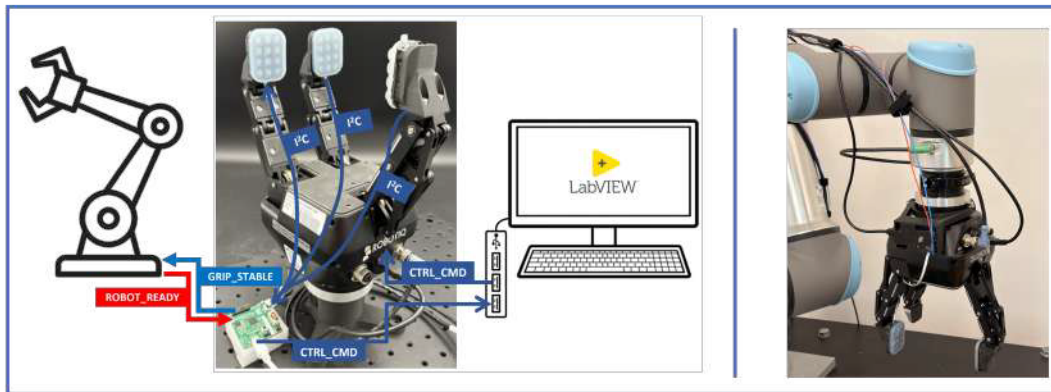 I²C
I²C
I²C
LabVIEW
ROBOTIQ
GRIP_STABLE
CTRL_CMD
ROBOT_READY
CTRL_CMD